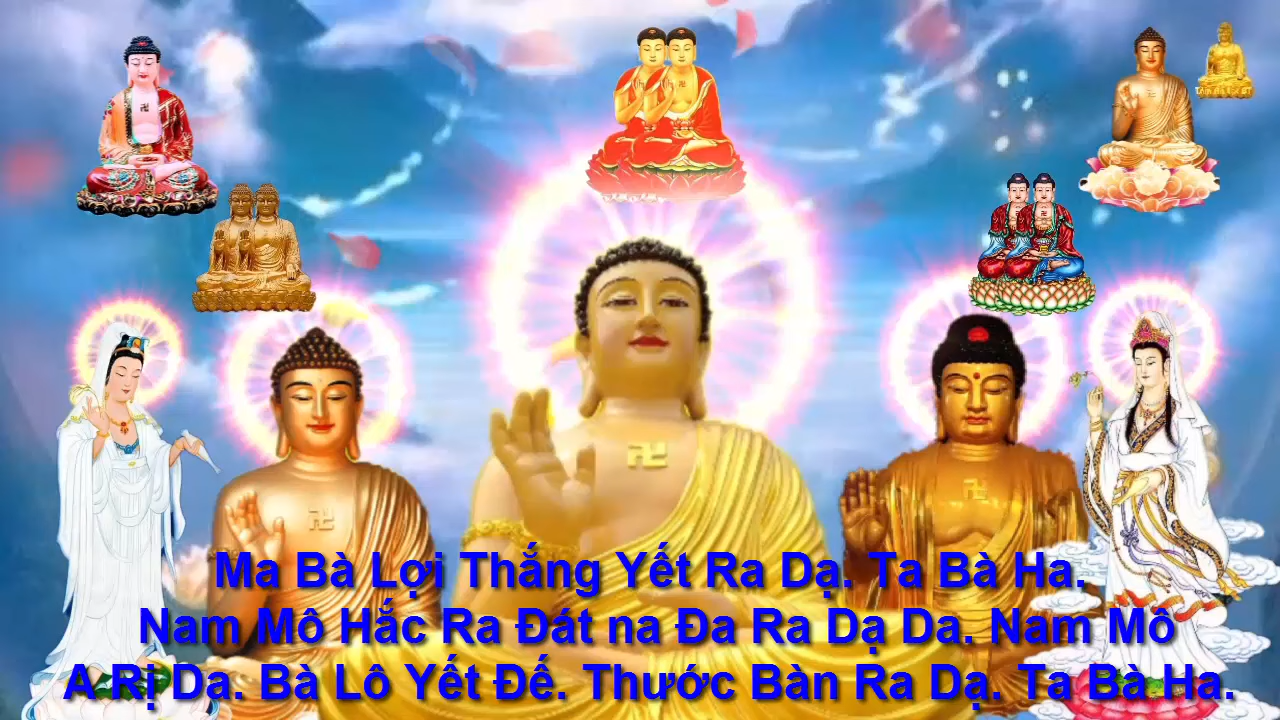 Ma Bà Lợi Thắng Yết Ra Dạ. Ta Bà Ha.
Nam Mô Hắc Ra Đát na Đa Ra Dạ Da. Nam Mô
A Rị Da. Bà Lô Yết Đế. Thước Bàn Ra Dạ. Ta Bà Ha.